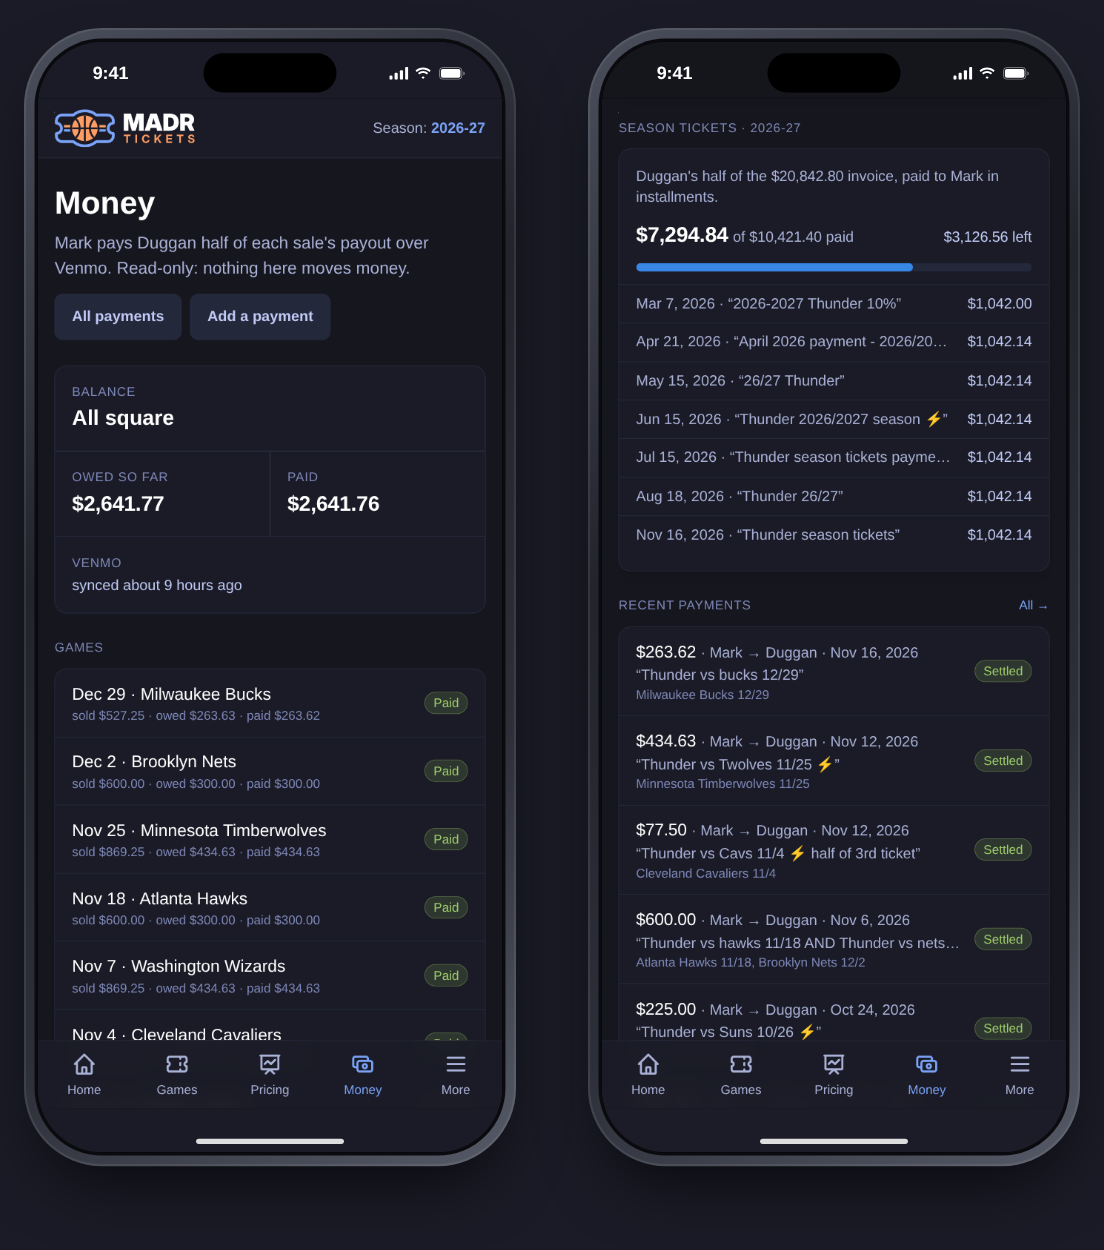 9:41
MADR
TICKETS
Season: 2026-27
Money
Mark pays Duggan half of each sale's payout over
Venmo. Read-only: nothing here moves money.
All payments
Add a payment
BALANCE
All square
OWED SO FAR
$2,641.77
PAID
$2,641.76
VENMO
synced about 9 hours ago
GAMES
Dec 29 · Milwaukee Bucks
sold $527.25 · owed $263.63 · paid $263.62
Paid
Dec 2 · Brooklyn Nets
sold $600.00 · owed $300.00 · paid $300.00
Paid
Nov 25 · Minnesota Timberwolves
sold $869.25 · owed $434.63 · paid $434.63
Paid
Nov 18 · Atlanta Hawks
sold $600.00 · owed $300.00 · paid $300.00
Paid
Nov 7 · Washington Wizards
sold $869.25 · owed $434.63 · paid $434.63
Paid
Nov 4 · Cleveland Cavaliers
Paid
Home
Games
Pricing
Money
More
9:41
SEASON TICKETS · 2026-27
Duggan's half of the $20,842.80 invoice, paid to Mark in
installments.
$7,294.84 of $10,421.40 paid
$3,126.56 left
Mar 7, 2026 · “2026-2027 Thunder 10%” $1,042.00
Apr 21, 2026 · “April 2026 payment - 2026/20… $1,042.14
May 15, 2026 · “26/27 Thunder” $1,042.14
Jun 15, 2026 · “Thunder 2026/2027 season ⚡” $1,042.14
Jul 15, 2026 · “Thunder season tickets payme… $1,042.14
Aug 18, 2026 · “Thunder 26/27” $1,042.14
Nov 16, 2026 · “Thunder season tickets” $1,042.14
RECENT PAYMENTS
All →
$263.62 · Mark → Duggan · Nov 16, 2026
“Thunder vs bucks 12/29”
Milwaukee Bucks 12/29
Settled
$434.63 · Mark → Duggan · Nov 12, 2026
“Thunder vs Twolves 11/25 ⚡”
Minnesota Timberwolves 11/25
Settled
$77.50 · Mark → Duggan · Nov 12, 2026
“Thunder vs Cavs 11/4 ⚡ half of 3rd ticket”
Cleveland Cavaliers 11/4
Settled
$600.00 · Mark → Duggan · Nov 6, 2026
“Thunder vs hawks 11/18 AND Thunder vs nets…
Atlanta Hawks 11/18, Brooklyn Nets 12/2
Settled
$225.00 · Mark → Duggan · Oct 24, 2026
“Thunder vs Suns 10/26 ⚡”
Settled
Home
Games
Pricing
Money
More